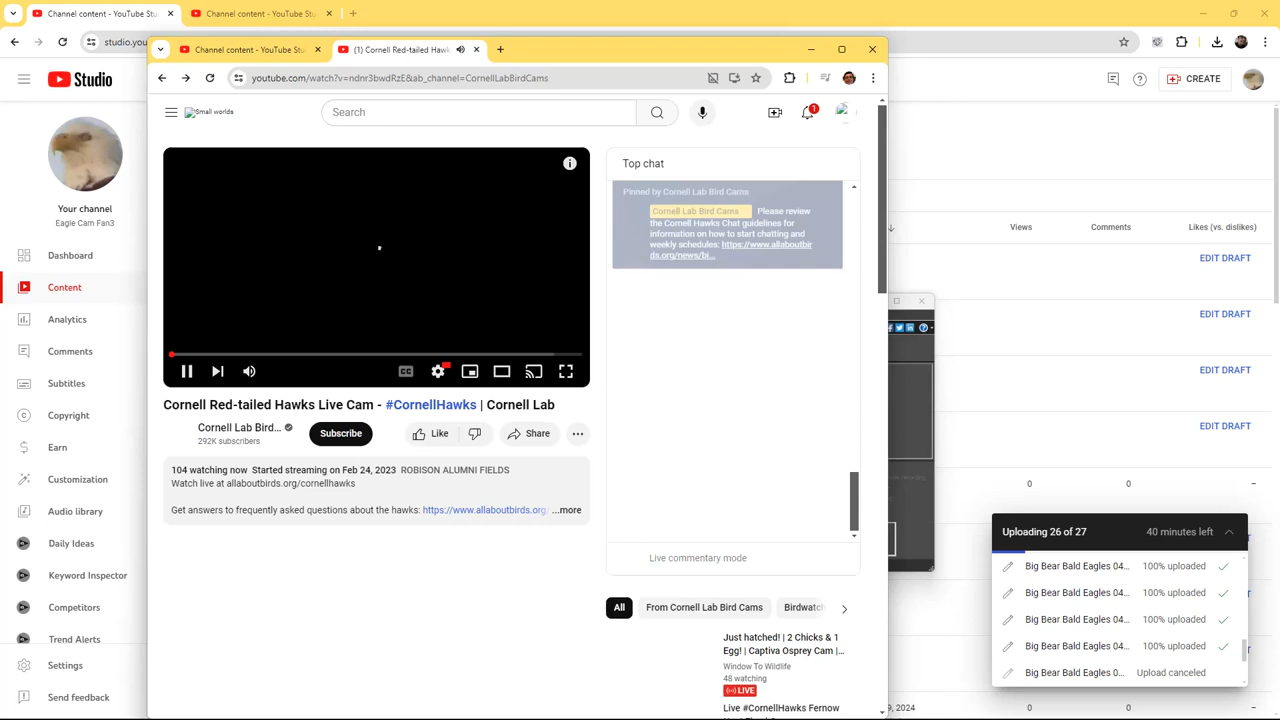 Channel content - YouTube Stu
Channel content - YouTube Stu
studio.you
Studio
CREATE
Your channel
Eagle Cam Fan3
Dashboard
Content
Analytics
Comments
Subtitles
Copyright
Earn
Customization
Audio library
Daily Ideas
Keyword Inspector
Competitors
Trend Alerts
Settings
Send feedback
Channel content - YouTube Stu
(1) Cornell Red-tailed Hawk
youtube.com/watch?v=ndnr3bwdRzE&ab_channel=CornellLabBirdCams
Small worlds
Search
1
Cornell Red-tailed Hawks Live Cam - #CornellHawks | Cornell Lab
Cornell Lab Bird...
292K subscribers
Subscribe
Like
Share
104 watching now Started streaming on Feb 24, 2023 ROBISON ALUMNI FIELDS
Watch live at allaboutbirds.org/cornellhawks
Get answers to frequently asked questions about the hawks: https://www.allaboutbirds.org/ ...more
Top chat
Pinned by Cornell Lab Bird Cams
Cornell Lab Bird Cams Please review
the Cornell Hawks Chat guidelines for
information on how to start chatting and
weekly schedules: https://www.allaboutbir
ds.org/news/bi...
Live commentary mode
All
From Cornell Lab Bird Cams
Birdwatch
Just hatched! | 2 Chicks & 1
Egg! | Captiva Osprey Cam |...
Window To Wildlife
48 watching
LIVE
Live #CornellHawks Fernow
Views
Comments
Likes (vs. dislikes)
EDIT DRAFT
EDIT DRAFT
EDIT DRAFT
EDIT DRAFT
0
0
–
Uploading 26 of 27
40 minutes left
Big Bear Bald Eagles 04... 100% uploaded
Big Bear Bald Eagles 04... 100% uploaded
Big Bear Bald Eagles 04... 100% uploaded
Big Bear Bald Eagles 04... 100% uploaded
Big Bear Bald Eagles 0... Upload canceled
9, 2024
0
0
–